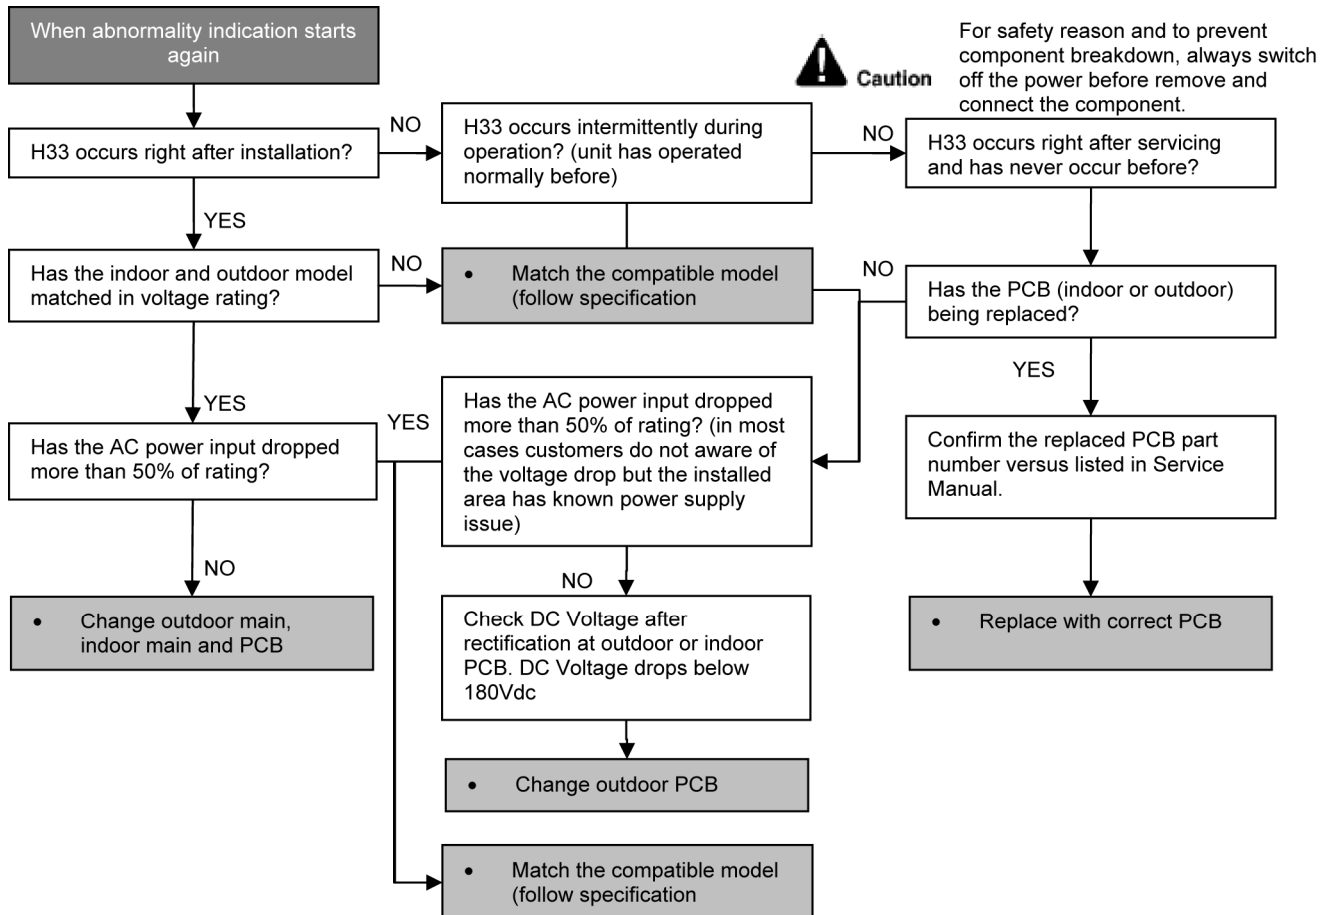 When abnormality indication starts
again
Caution
For safety reason and to prevent
component breakdown, always switch
off the power before remove and
connect the component.
H33 occurs right after installation?
NO
H33 occurs intermittently during
operation? (unit has operated
normally before)
NO
H33 occurs right after servicing
and has never occur before?
YES
Has the indoor and outdoor model
matched in voltage rating?
NO
• Match the compatible model
(follow specification
NO
Has the PCB (indoor or outdoor)
being replaced?
YES
YES
Has the AC power input dropped
more than 50% of rating?
YES
Has the AC power input dropped
more than 50% of rating? (in most
cases customers do not aware of
the voltage drop but the installed
area has known power supply
issue)
Confirm the replaced PCB part
number versus listed in Service
Manual.
NO
• Change outdoor main,
indoor main and PCB
NO
Check DC Voltage after
rectification at outdoor or indoor
PCB. DC Voltage drops below
180Vdc
• Replace with correct PCB
• Change outdoor PCB
• Match the compatible model
(follow specification